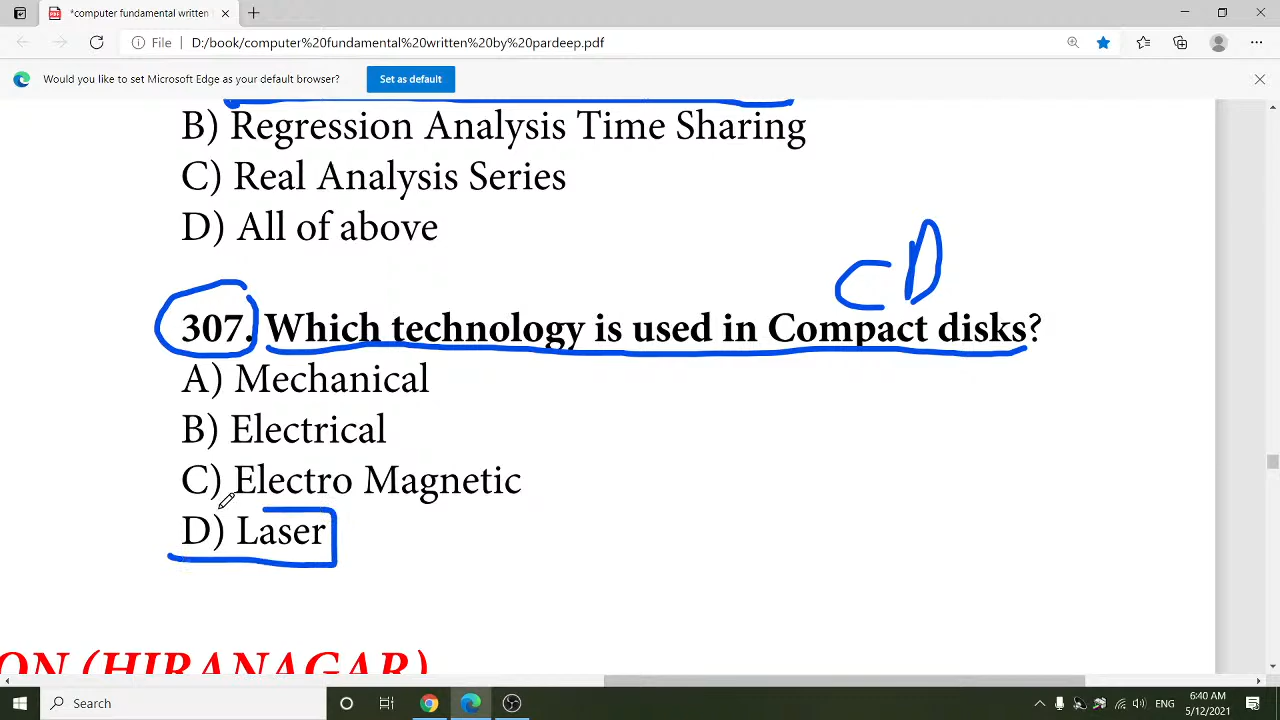 *computer fundamental written
File D:/book/computer%20fundamental%20written%20by%20pardeep.pdf
Would you like to set Microsoft Edge as your default browser? Set as default
B) Regression Analysis Time Sharing
C) Real Analysis Series
D) All of above
CD
307. Which technology is used in Compact disks?
A) Mechanical
B) Electrical
C) Electro Magnetic
D) Laser
ON (HIRANAGAR)
Search
ENG
6:40 AM
5/12/2021